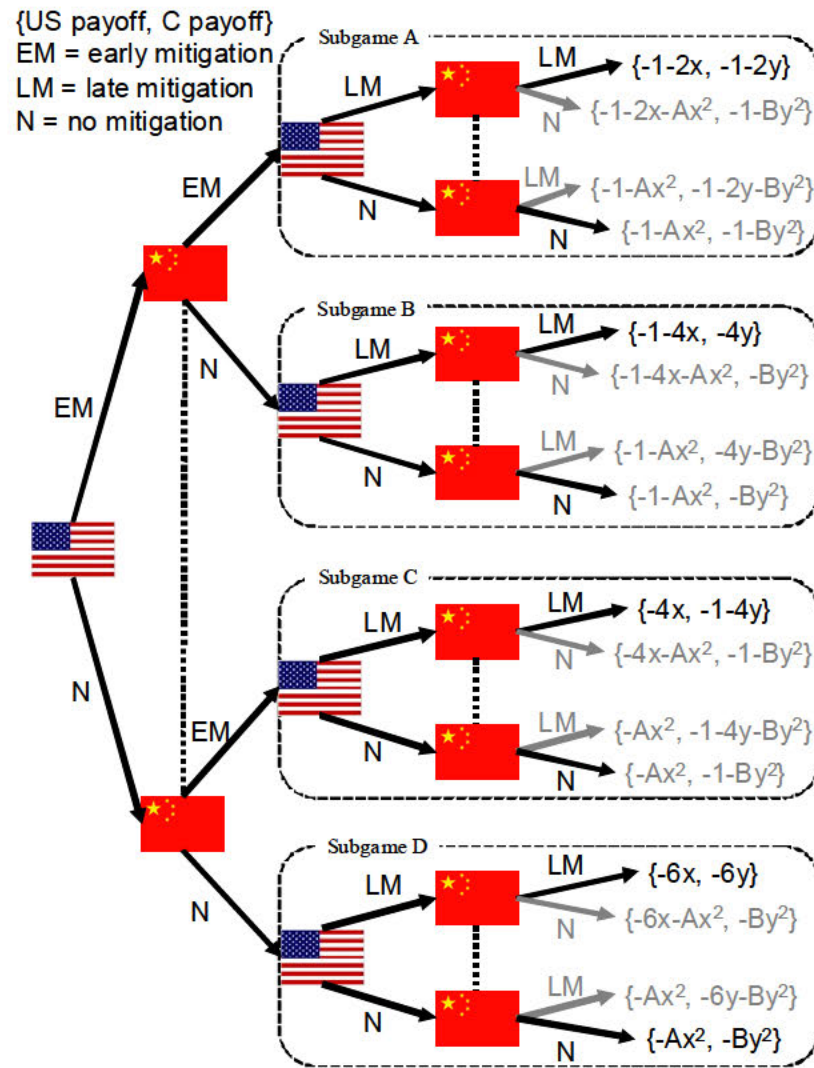 {US payoff, C payoff}
EM = early mitigation
LM = late mitigation
N = no mitigation
Subgame A
LM
LM
{-1-2x, -1-2y}
N
{-1-2x-Ax², -1-By²}
EM
N
LM
{-1-Ax², -1-2y-By²}
N
{-1-Ax², -1-By²}
Subgame B
LM
LM
{-1-4x, -4y}
N
N
{-1-4x-Ax², -By²}
EM
N
LM
{-1-Ax², -4y-By²}
N
{-1-Ax², -By²}
Subgame C
LM
LM
{-4x, -1-4y}
N
{-4x-Ax², -1-By²}
N
EM
N
LM
{-Ax², -1-4y-By²}
N
{-Ax², -1-By²}
Subgame D
LM
LM
{-6x, -6y}
N
N
{-6x-Ax², -By²}
N
LM
{-Ax², -6y-By²}
N
{-Ax², -By²}